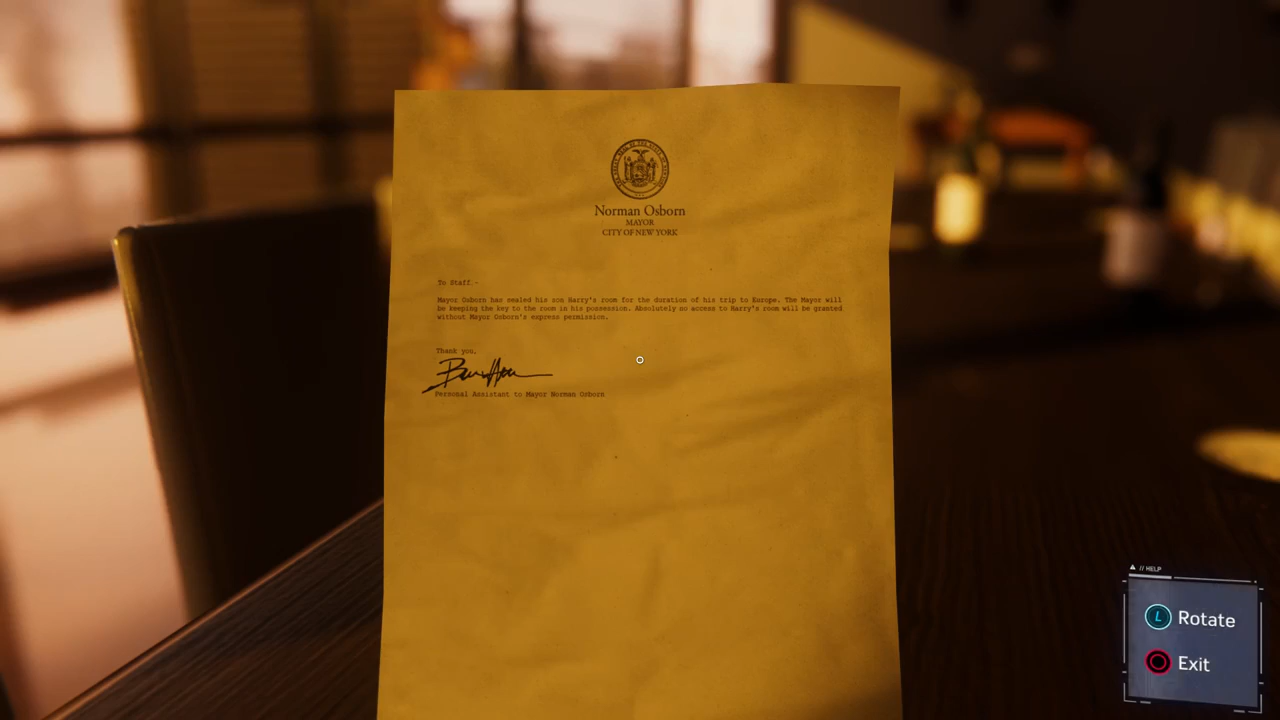 Norman Osborn
MAYOR
CITY OF NEW YORK
To Staff.-
Mayor Osborn has sealed his son Harry's room for the duration of his trip to Europe. The Mayor will
be keeping the key to the room in his possession. Absolutely no access to Harry's room will be granted
without Mayor Osborn's express permission.
Thank you,
Personal Assistant to Mayor Norman Osborn
// HELP
L Rotate
Exit